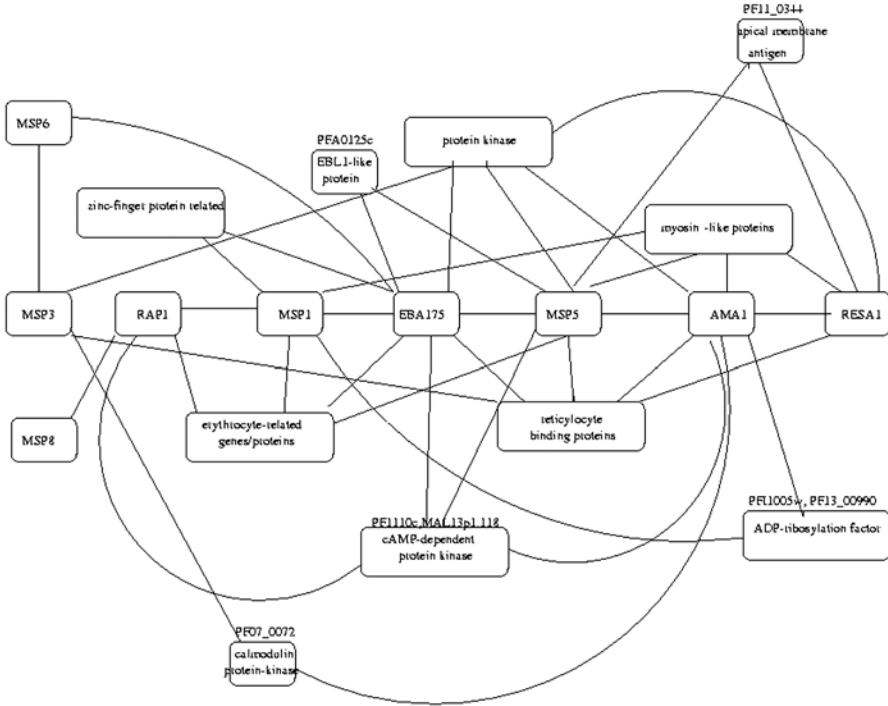 PF11_0344
apical membrane
antigen
MSP6
PFA0125c
protein kinase
EBL1-like
protein
zinc-finger protein related
myosin -like proteins
MSP3
RAP1
MSP1
EBA175
MSP5
AMA1
RESA1
MSP8
erythrocyte-related
genes/proteins
reticylocyte
binding proteins
PF1110c,MAL13p1.118
cAMP-dependent
protein kinase
PFI1005w, PF13_00990
ADP-ribosylation factor
PF07_0072
calmodulin
protein-kinase